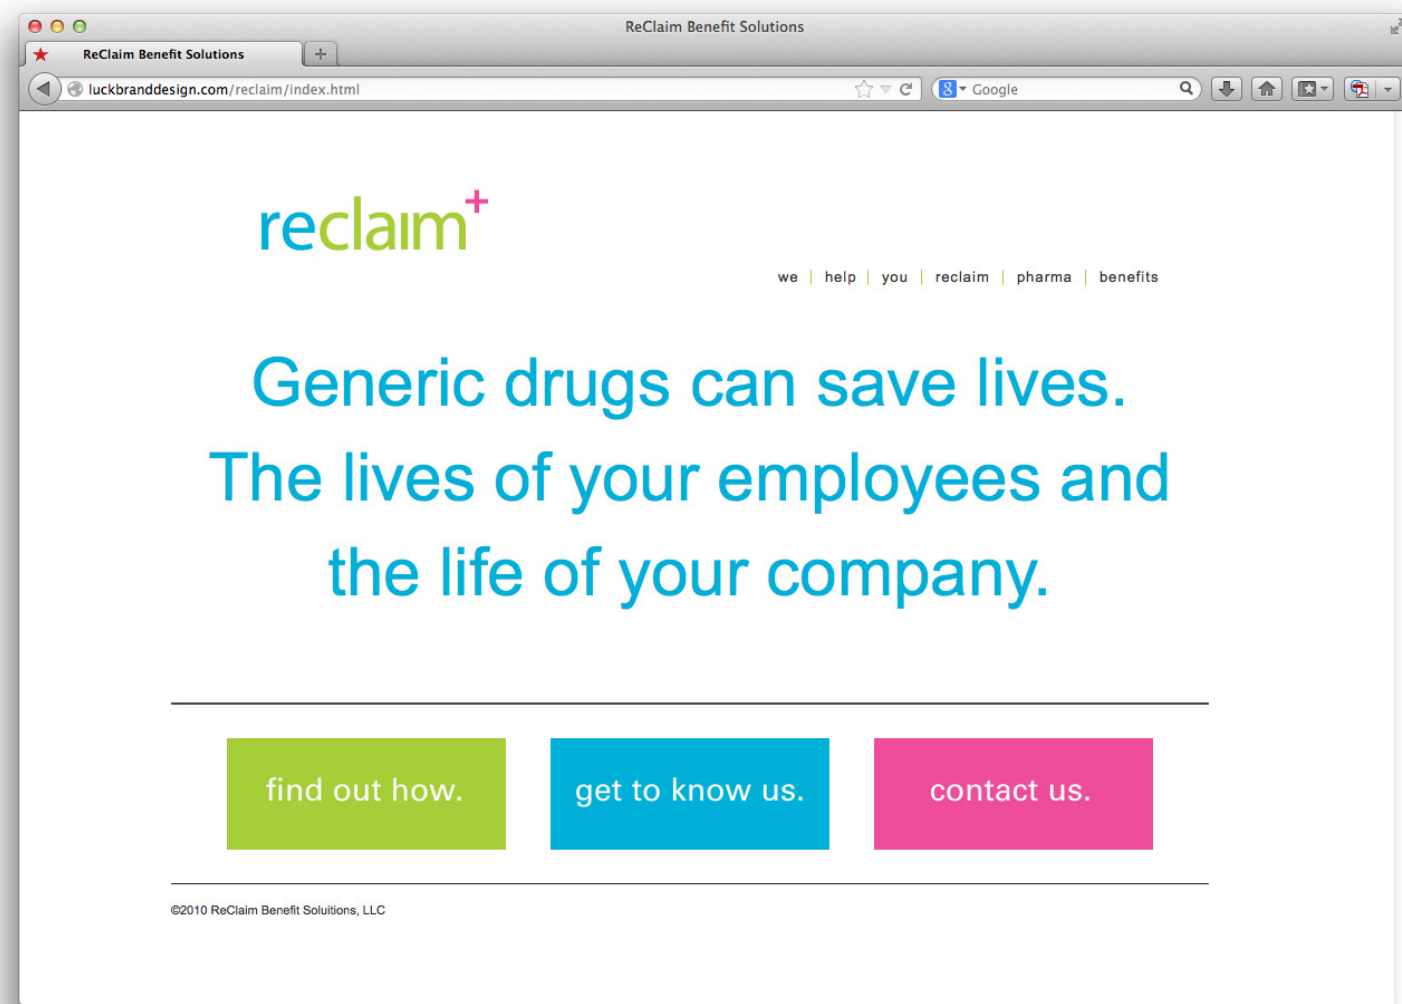 ReClaim Benefit Solutions
ReClaim Benefit Solutions
luckbranddesign.com/reclaim/index.html
8 Google
reclaim+
we | help | you | reclaim | pharma | benefits
Generic drugs can save lives.
The lives of your employees and
the life of your company.
find out how.
get to know us.
contact us.
©2010 ReClaim Benefit Soluitions, LLC